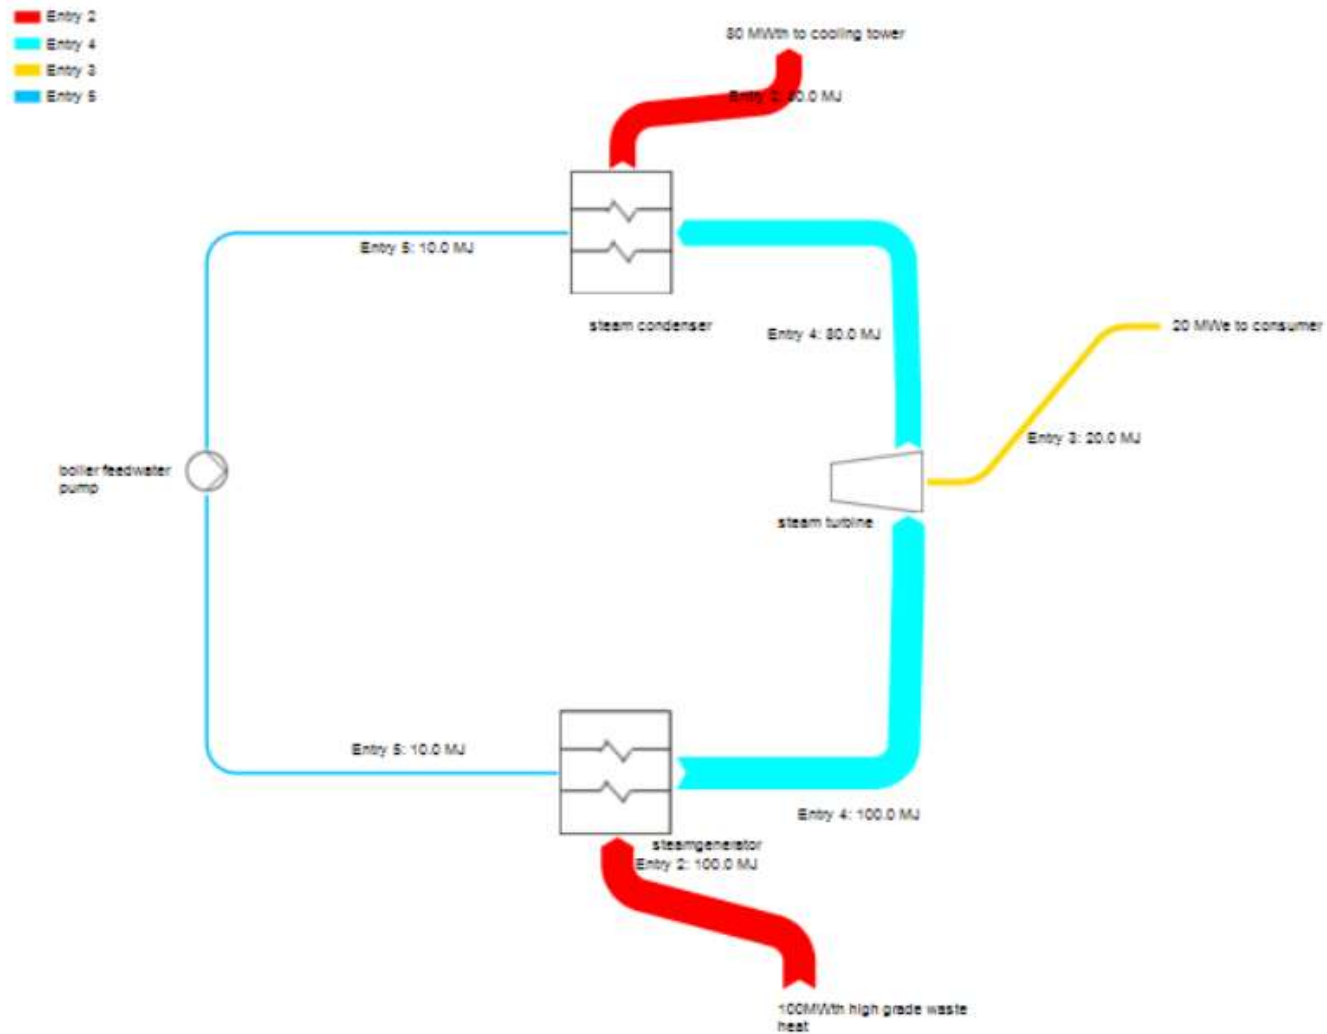 Entry 2
Entry 4
Entry 3
Entry 5
80 MWth to cooling tower
Entry 2: 80.0 MJ
Entry 5: 10.0 MJ
steam condenser
Entry 4: 80.0 MJ
20 MWe to consumer
Entry 3: 20.0 MJ
boiler feedwater
pump
steam turbine
Entry 5: 10.0 MJ
Entry 4: 100.0 MJ
steamgenerator
Entry 2: 100.0 MJ
100MWth high grade waste
heat